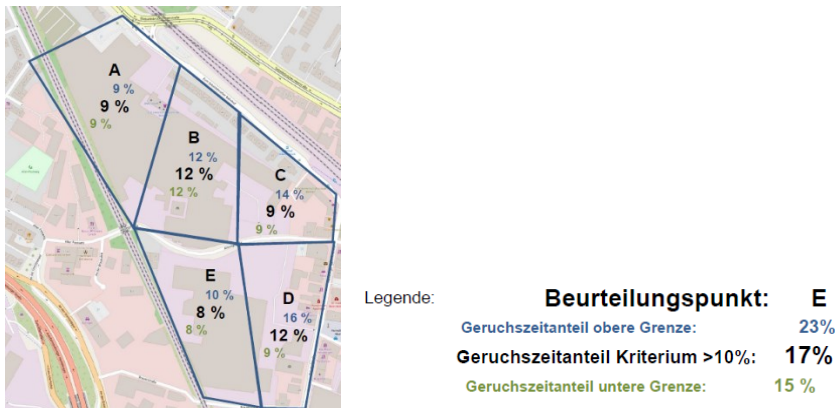 A
9 %
9 %
9 %
B
12 %
12 %
12 %
C
14 %
9 %
9 %
E
10 %
8 %
8 %
D
16 %
12 %
9 %
Legende:
Beurteilungspunkt: E
Geruchszeitanteil obere Grenze: 23%
Geruchszeitanteil Kriterium >10%: 17%
Geruchszeitanteil untere Grenze: 15 %